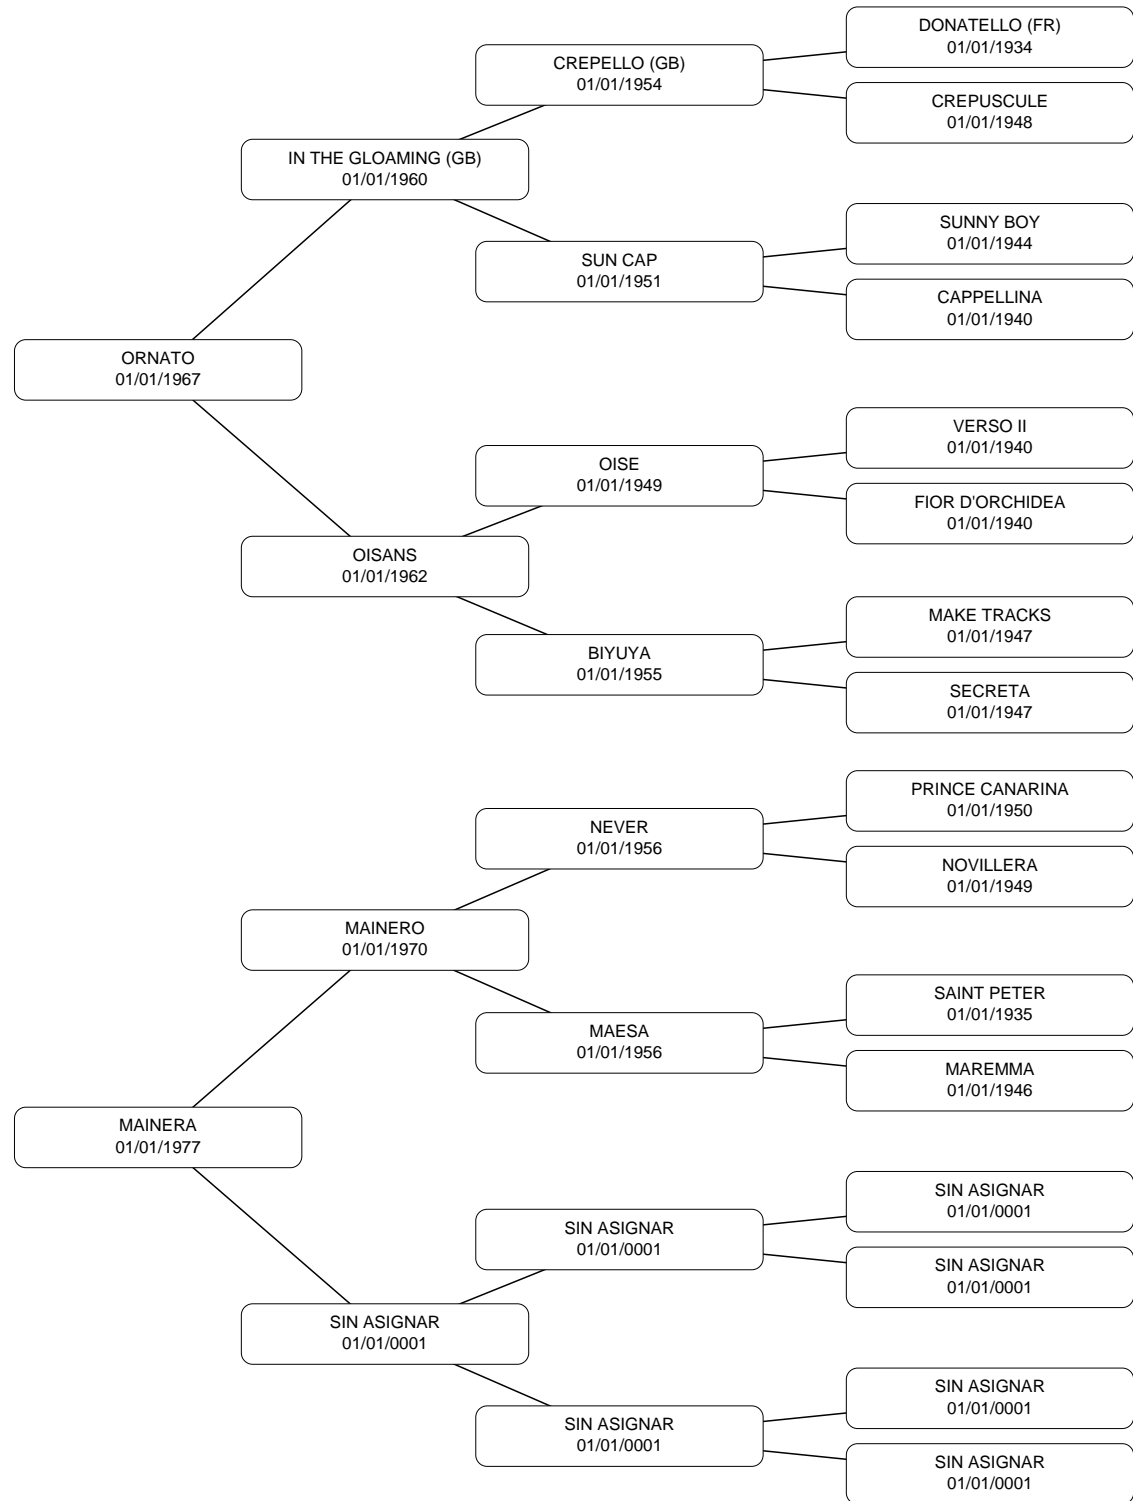 DONATELLO (FR)
01/01/1934
CREPELLO (GB)
01/01/1954
CREPUSCULE
01/01/1948
IN THE GLOAMING (GB)
01/01/1960
SUNNY BOY
01/01/1944
SUN CAP
01/01/1951
CAPPELLINA
01/01/1940
ORNATO
01/01/1967
VERSO II
01/01/1940
OISE
01/01/1949
FIOR D'ORCHIDEA
01/01/1940
OISANS
01/01/1962
MAKE TRACKS
01/01/1947
BIYUYA
01/01/1955
SECRETA
01/01/1947
PRINCE CANARINA
01/01/1950
NEVER
01/01/1956
NOVILLERA
01/01/1949
MAINERO
01/01/1970
SAINT PETER
01/01/1935
MAESA
01/01/1956
MAREMMA
01/01/1946
MAINERA
01/01/1977
SIN ASIGNAR
01/01/0001
SIN ASIGNAR
01/01/0001
SIN ASIGNAR
01/01/0001
SIN ASIGNAR
01/01/0001
SIN ASIGNAR
01/01/0001
SIN ASIGNAR
01/01/0001
SIN ASIGNAR
01/01/0001